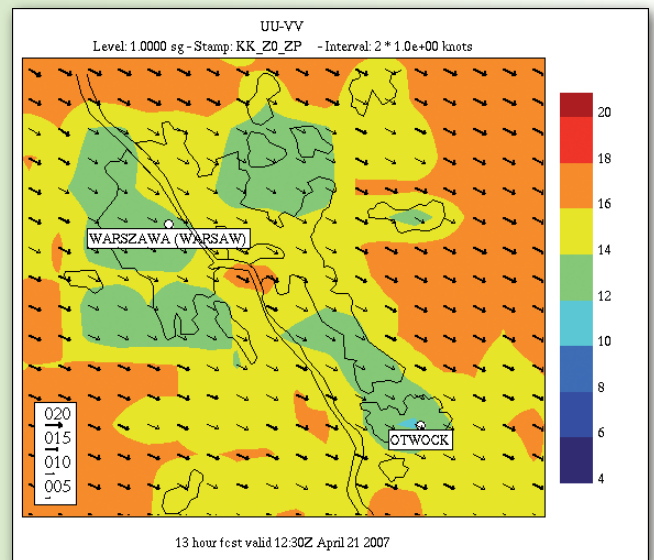 UU-VV
Level: 1.0000 sg - Stamp: KK_Z0_ZP - Interval: 2 * 1.0e+00 knots
20
18
16
14
12
10
8
6
4
WARSZAWA (WARSAW)
OTWOCK
020
015
010
005
13 hour fcst valid 12:30Z April 21 2007